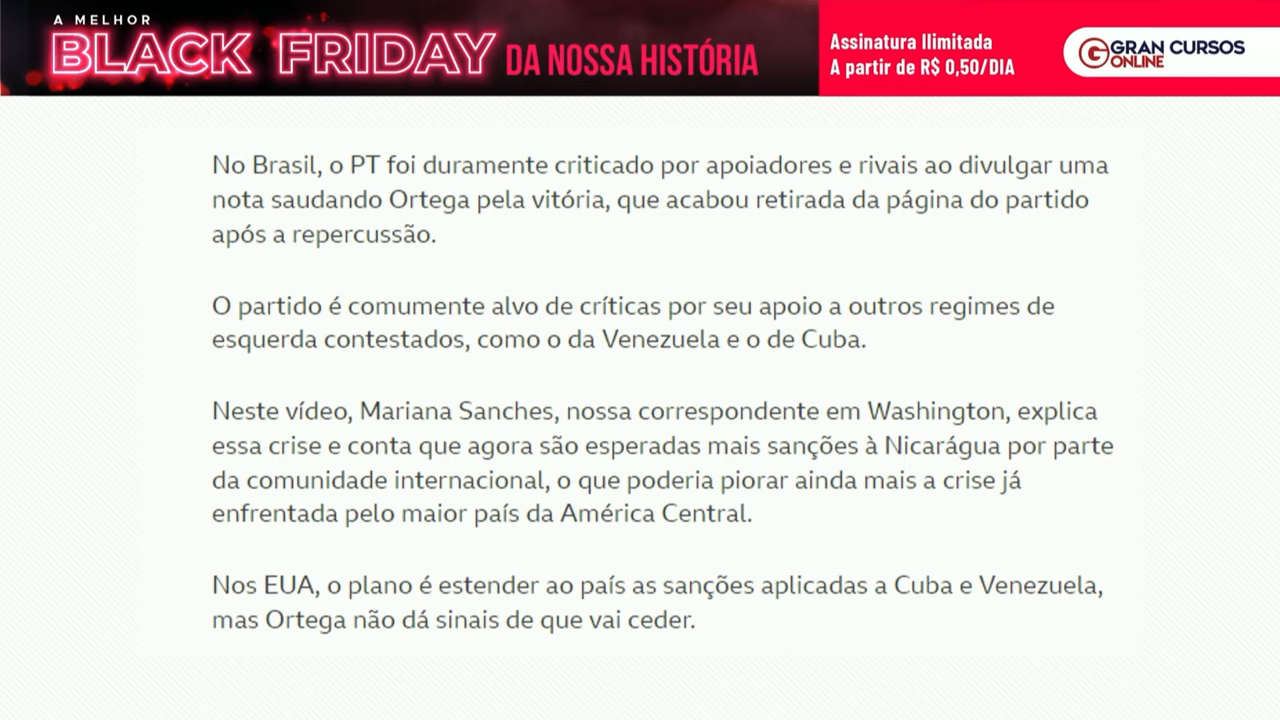 A MELHOR
BLACK FRIDAY DA NOSSA HISTÓRIA
Assinatura Ilimitada
A partir de R$ 0,50/DIA
GRAN CURSOS
ONLINE
No Brasil, o PT foi duramente criticado por apoiadores e rivais ao divulgar uma
nota saudando Ortega pela vitória, que acabou retirada da página do partido
após a repercussão.
O partido é comumente alvo de críticas por seu apoio a outros regimes de
esquerda contestados, como o da Venezuela e o de Cuba.
Neste vídeo, Mariana Sanches, nossa correspondente em Washington, explica
essa crise e conta que agora são esperadas mais sanções à Nicarágua por parte
da comunidade internacional, o que poderia piorar ainda mais a crise já
enfrentada pelo maior país da América Central.
Nos EUA, o plano é estender ao país as sanções aplicadas a Cuba e Venezuela,
mas Ortega não dá sinais de que vai ceder.